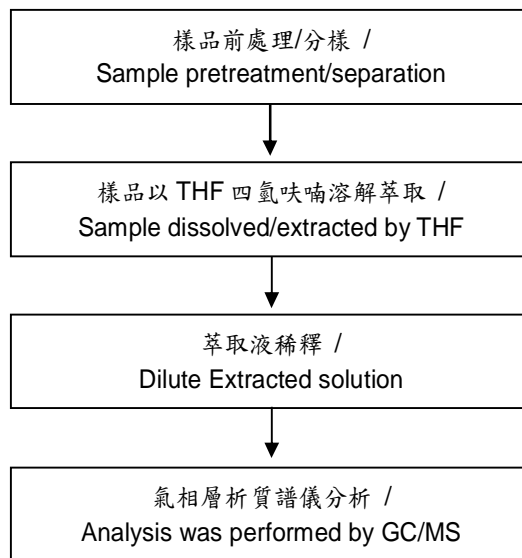 樣品前處理/分樣 /
Sample pretreatment/separation
樣品以 THF 四氫呋喃溶解萃取 /
Sample dissolved/extracted by THF
萃取液稀釋 /
Dilute Extracted solution
氣相層析質譜儀分析 /
Analysis was performed by GC/MS